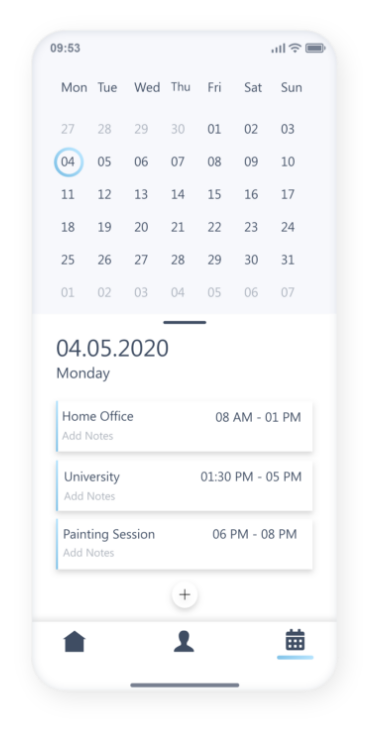 09:53
Mon Tue Wed Thu Fri Sat Sun
27 28 29 30 01 02 03
04 05 06 07 08 09 10
11 12 13 14 15 16 17
18 19 20 21 22 23 24
25 26 27 28 29 30 31
01 02 03 04 05 06 07
04.05.2020
Monday
Home Office 08 AM - 01 PM
Add Notes
University 01:30 PM - 05 PM
Add Notes
Painting Session 06 PM - 08 PM
Add Notes
+